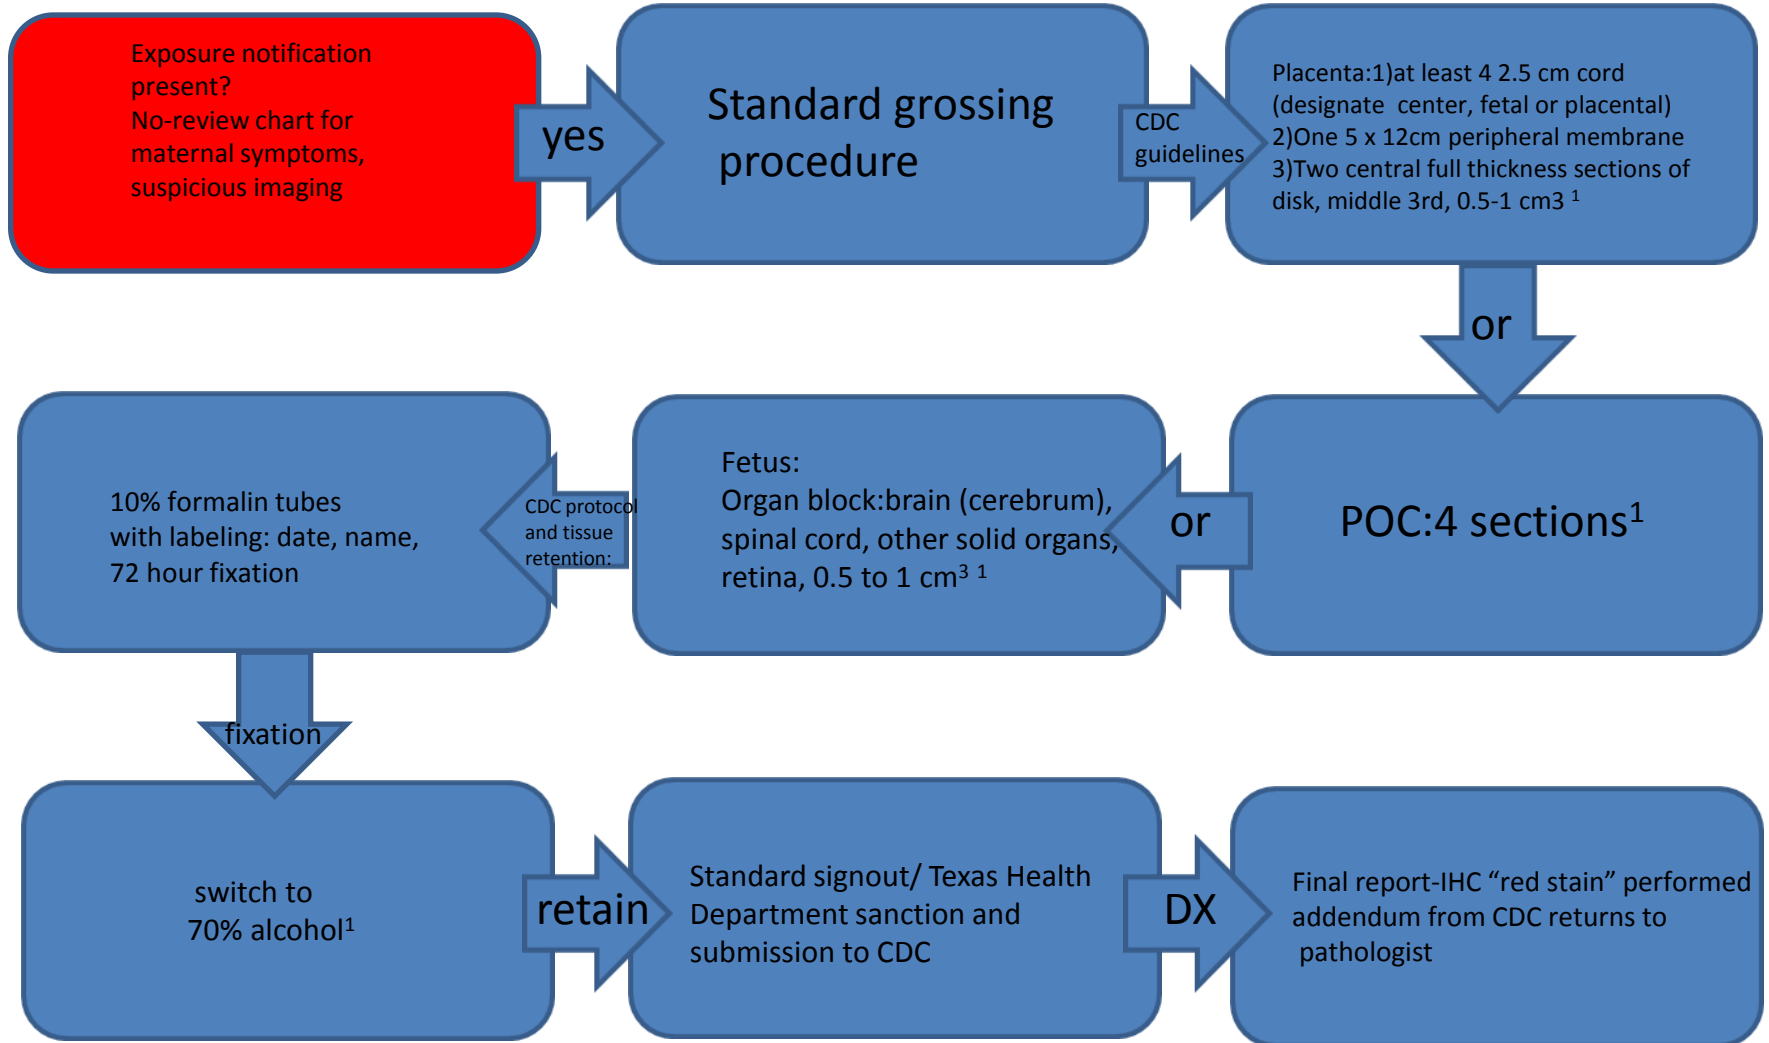 Exposure notification
present?
No-review chart for
maternal symptoms,
suspicious imaging
yes
Standard grossing
procedure
CDC
guidelines
Placenta:1)at least 4 2.5 cm cord
(designate center, fetal or placental)
2)One 5 x 12cm peripheral membrane
3)Two central full thickness sections of
disk, middle 3rd, 0.5-1 cm3 ¹
or
POC:4 sections¹
or
Fetus:
Organ block:brain (cerebrum),
spinal cord, other solid organs,
retina, 0.5 to 1 cm³ ¹
CDC protocol
and tissue
retention:
10% formalin tubes
with labeling: date, name,
72 hour fixation
fixation
switch to
70% alcohol¹
retain
Standard signout/ Texas Health
Department sanction and
submission to CDC
DX
Final report-IHC “red stain” performed
addendum from CDC returns to
pathologist